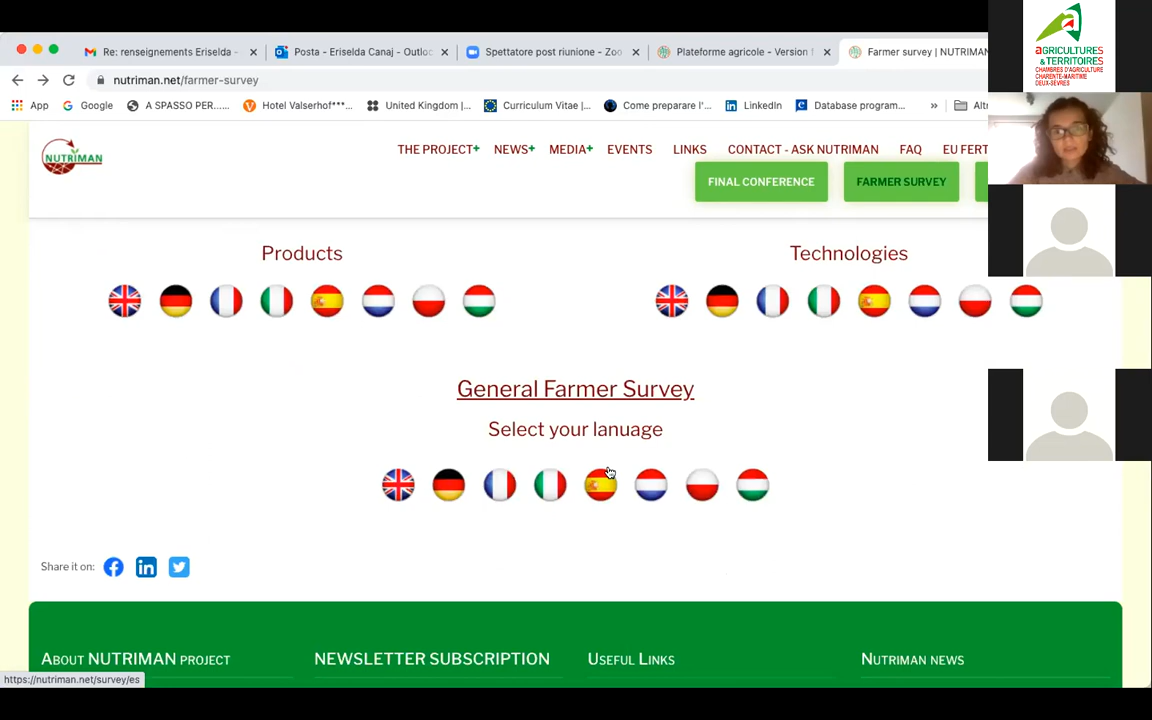 Re: renseignements Eriselda -
Posta - Eriselda Canaj - Outloc
Spettatore post riunione - Zoo
Plateforme agricole - Version f
Farmer survey | NUTRIMAN
nutriman.net/farmer-survey
App
Google
A SPASSO PER......
Hotel Valserhof***...
United Kingdom |...
Curriculum Vitae |...
Come preparare l'...
LinkedIn
Database program...
»
Alt
AGRICULTURES
& TERRITOIRES
CHAMBRES D'AGRICULTURE
CHARENTE-MARITIME
DEUX-SÈVRES
NUTRIMAN
THE PROJECT+
NEWS+
MEDIA+
EVENTS
LINKS
CONTACT - ASK NUTRIMAN
FAQ
EU FERT
FINAL CONFERENCE
FARMER SURVEY
Products
Technologies
General Farmer Survey
Select your lanuage
Share it on:
About NUTRIMAN project
NEWSLETTER SUBSCRIPTION
Useful Links
Nutriman news
https://nutriman.net/survey/es